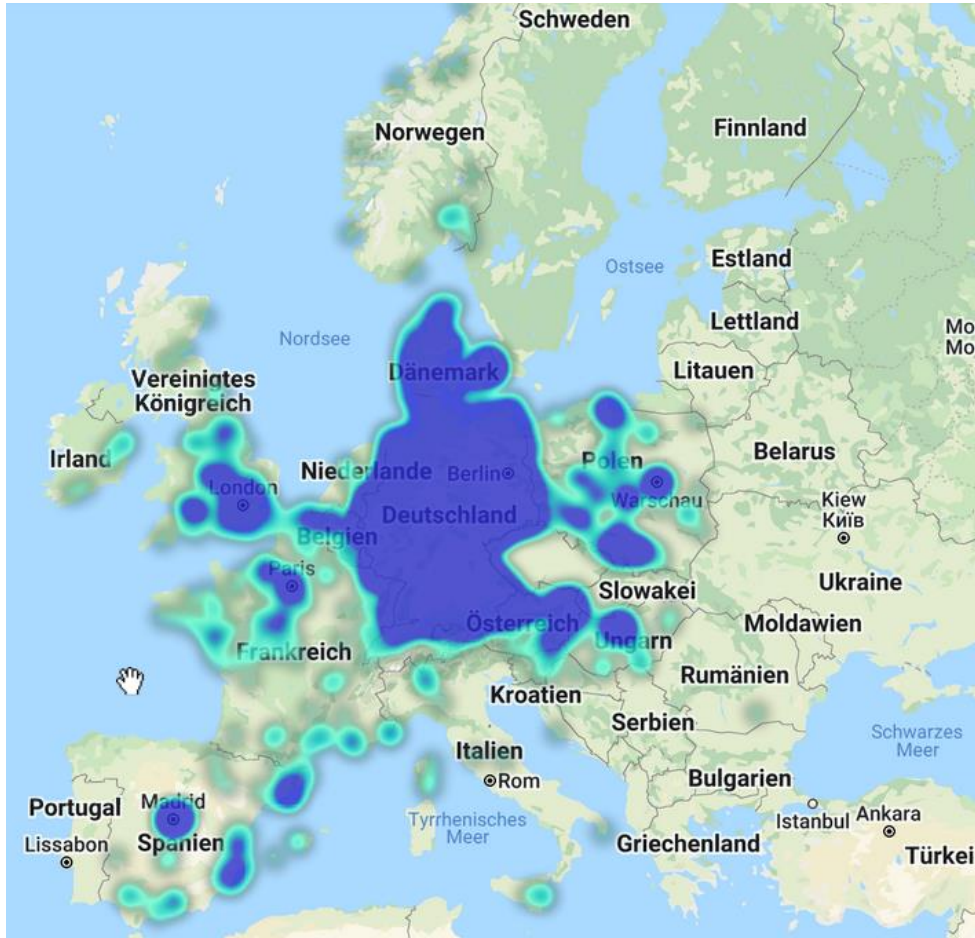 Schweden
Norwegen
Finnland
Estland
Ostsee
Lettland
Nordsee
Mo
Mo
Litauen
Dänemark
Vereinigtes
Königreich
Belarus
Irland
Niederlande
Berlin
Polen
London
Warschau
Kiew
Київ
Deutschland
Belgien
Paris
Slowakei
Ukraine
Österreich
Moldawien
Ungarn
Frankreich
Rumänien
Kroatien
Serbien
Schwarzes
Meer
Italien
Rom
Bulgarien
Portugal
Madrid
Tyrrhenisches
Meer
Istanbul
Ankara
Lissabon
Spanien
Griechenland
Türkei